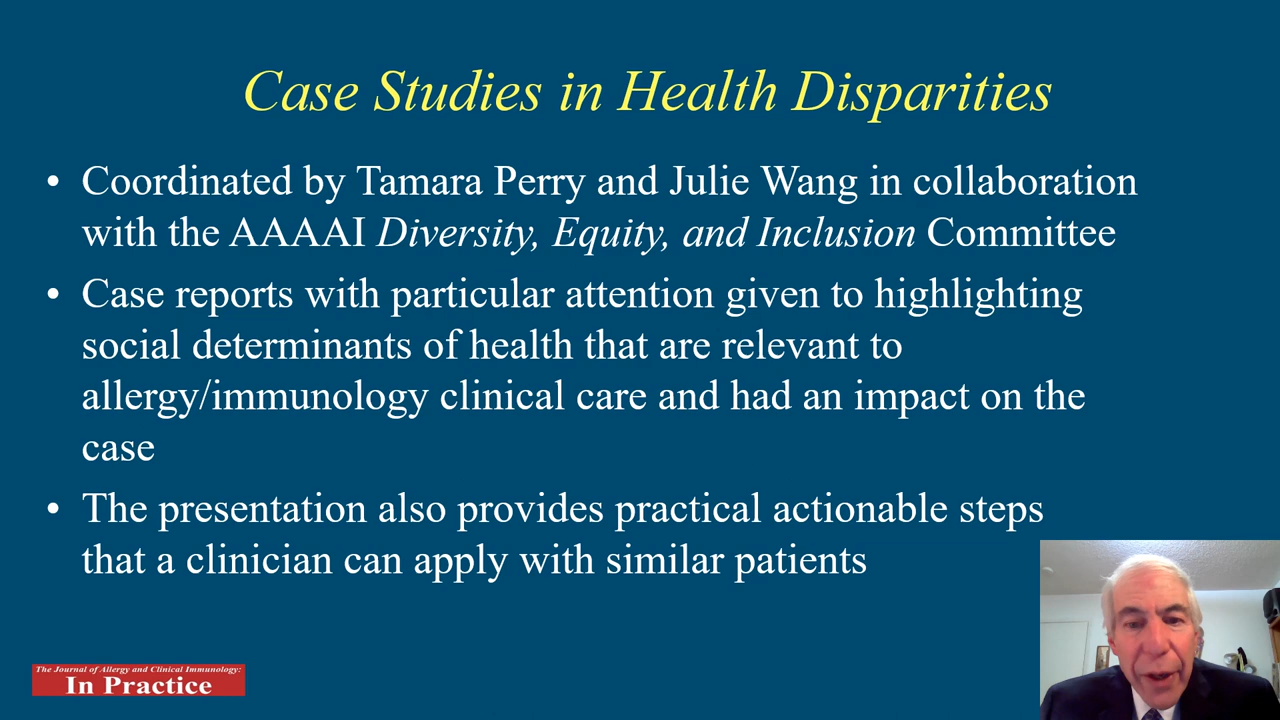 Case Studies in Health Disparities
• Coordinated by Tamara Perry and Julie Wang in collaboration
with the AAAAI Diversity, Equity, and Inclusion Committee
• Case reports with particular attention given to highlighting
social determinants of health that are relevant to
allergy/immunology clinical care and had an impact on the
case
• The presentation also provides practical actionable steps
that a clinician can apply with similar patients
The Journal of Allergy and Clinical Immunology:
In Practice